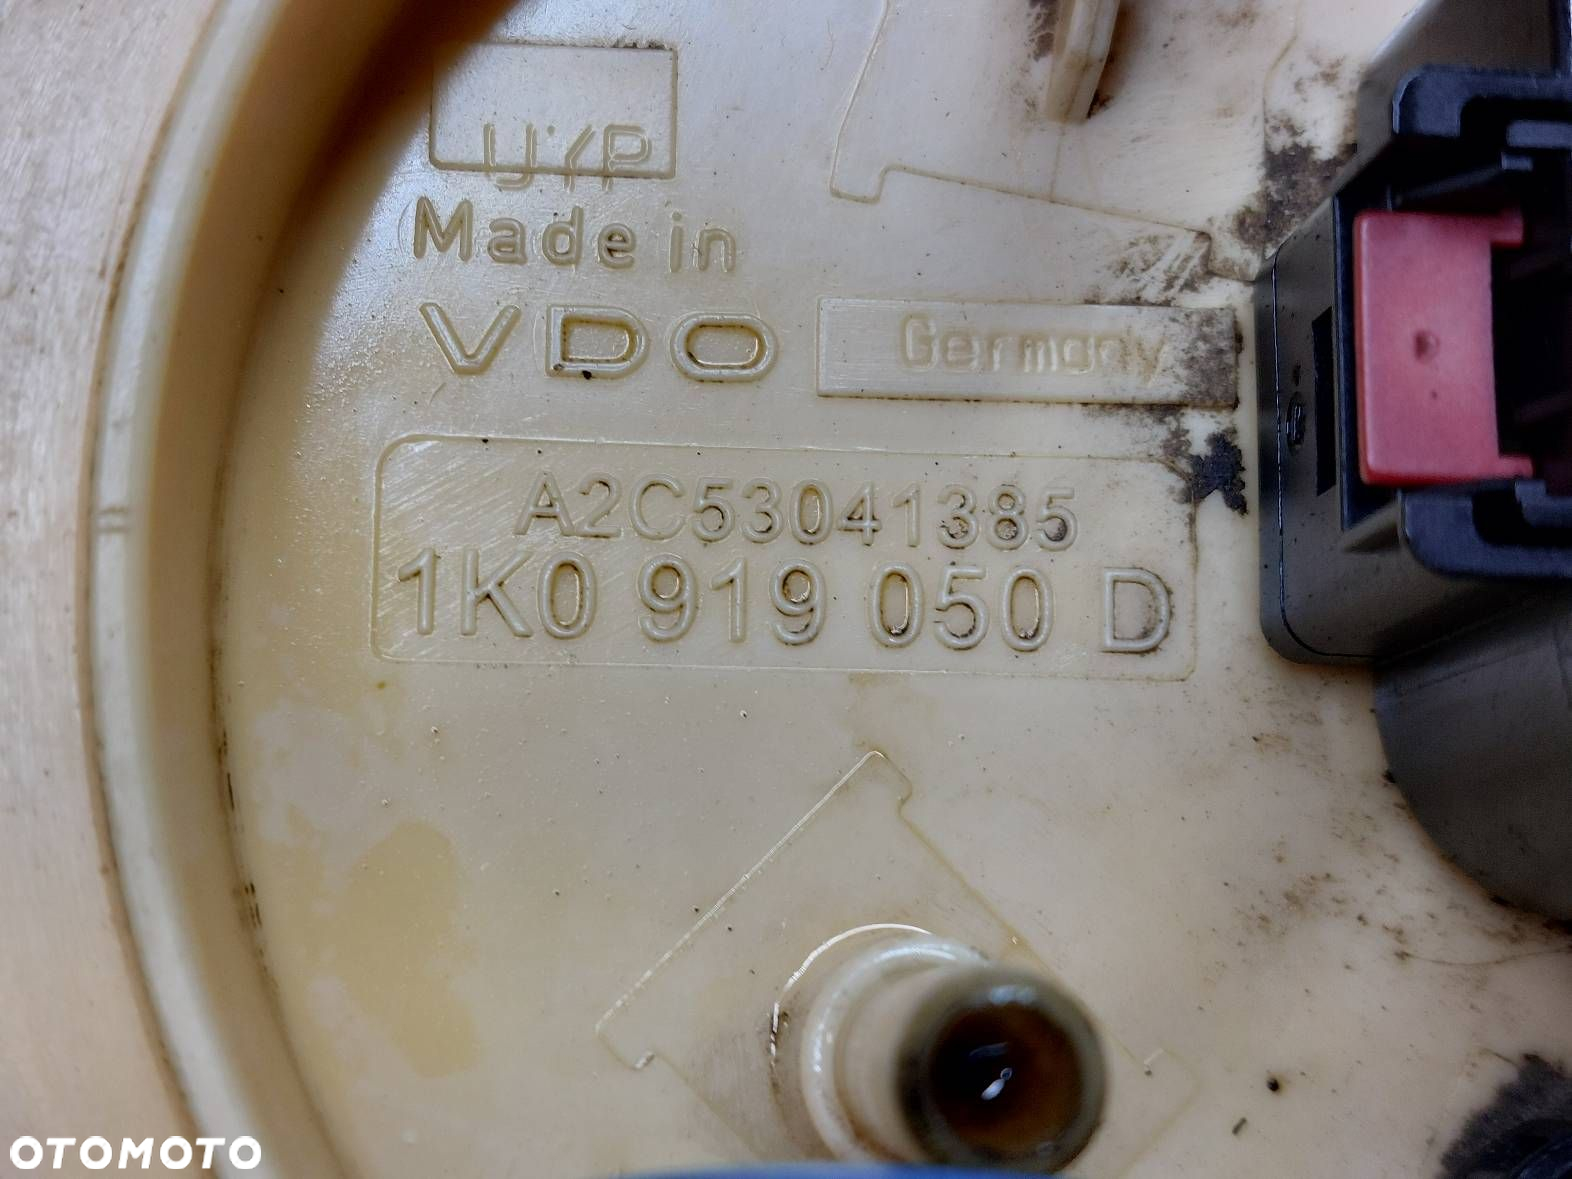 Made in
VDO Germany
A2C53041385
1K0 919 050 D
OTOMOTO